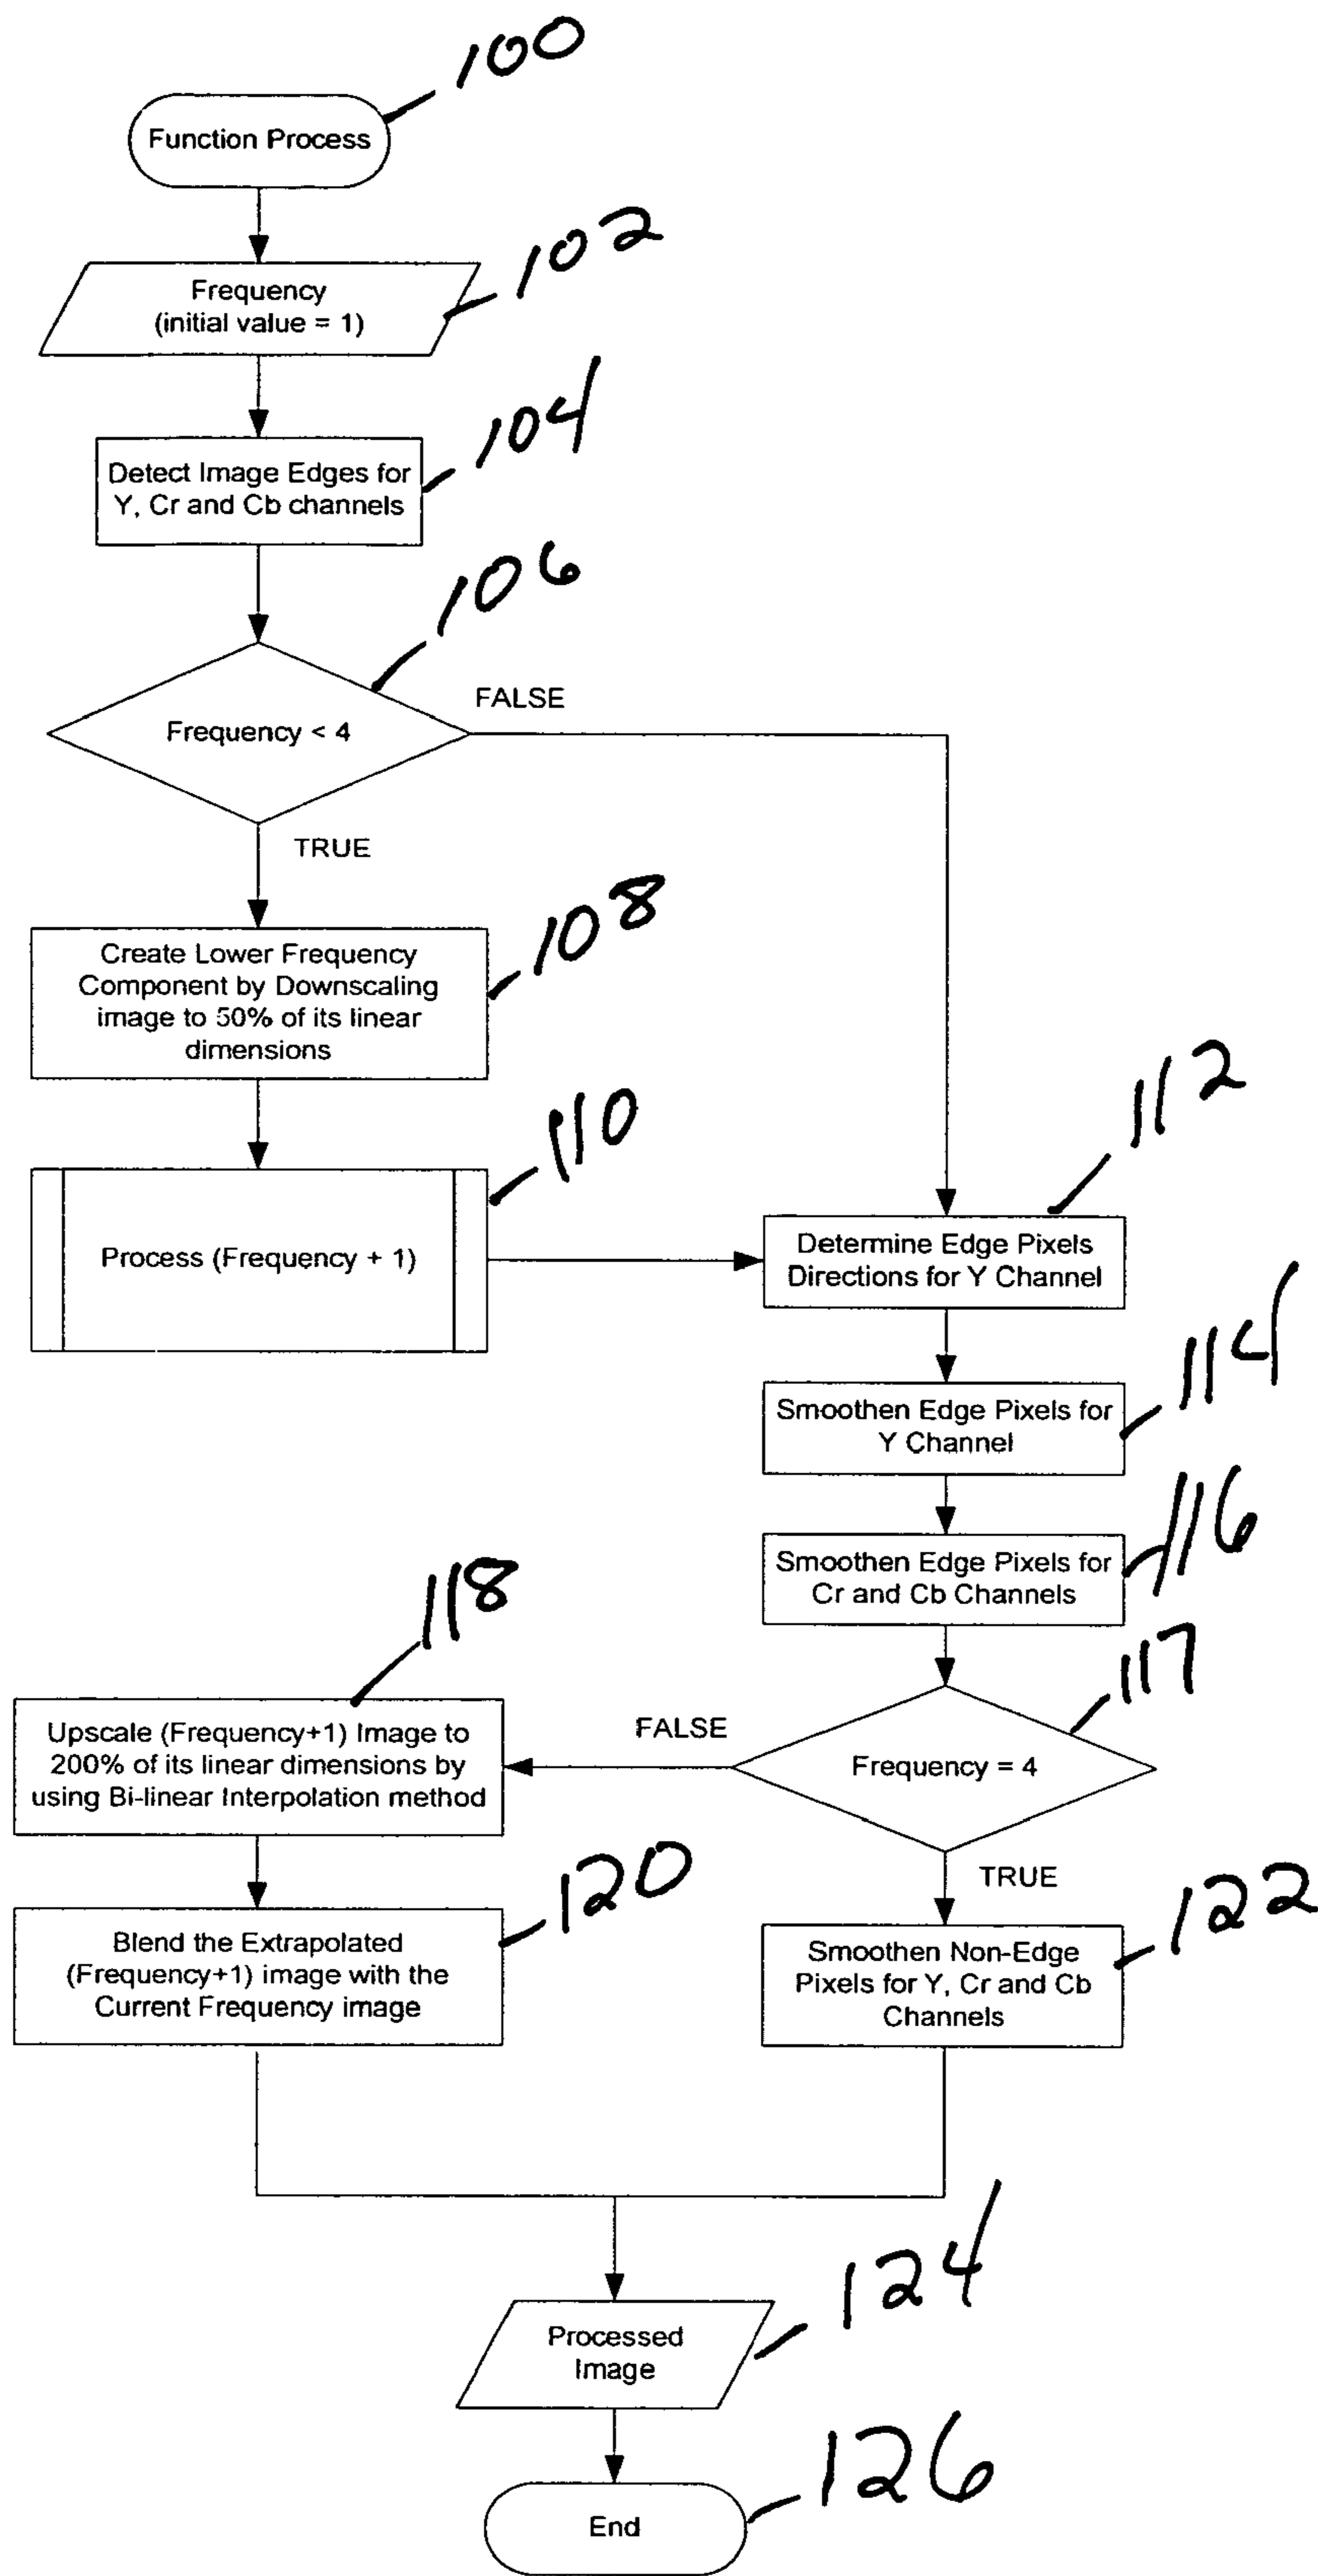 100
Function Process
102
Frequency
(initial value = 1)
104
Detect Image Edges for
Y, Cr and Cb channels
106
FALSE
Frequency < 4
TRUE
108
Create Lower Frequency
Component by Downscaling
image to 50% of its linear
dimensions
110
Process (Frequency + 1)
112
Determine Edge Pixels
Directions for Y Channel
114
Smoothen Edge Pixels for
Y Channel
116
Smoothen Edge Pixels for
Cr and Cb Channels
117
Frequency = 4
FALSE
TRUE
118
Upscale (Frequency+1) Image to
200% of its linear dimensions by
using Bi-linear Interpolation method
120
Blend the Extrapolated
(Frequency+1) image with the
Current Frequency image
122
Smoothen Non-Edge
Pixels for Y, Cr and Cb
Channels
124
Processed
Image
126
End